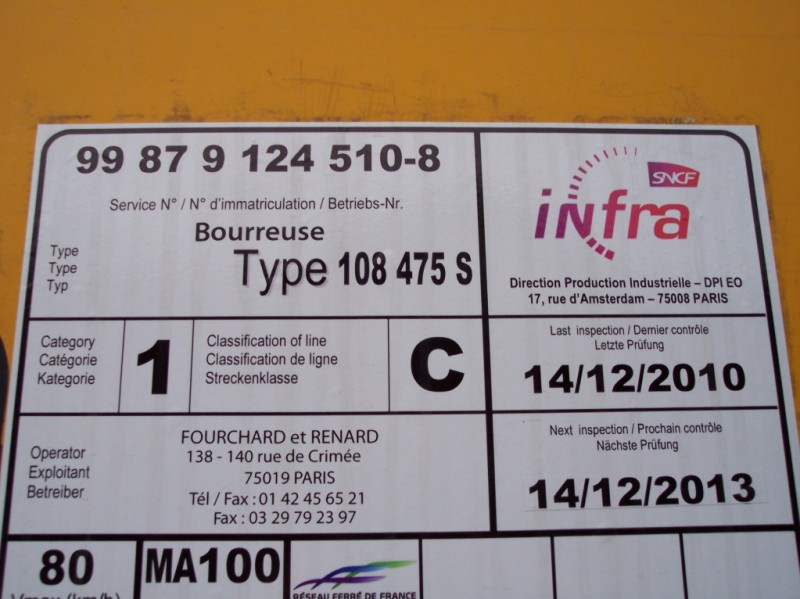 99 87 9 124 510-8
Service N° / N° d'immatriculation / Betriebs-Nr.
Type
Type
Typ
Bourreuse
Type 108 475 S
SNCF
infra
Direction Production Industrielle – DPI EO
17, rue d'Amsterdam – 75008 PARIS
Category
Catégorie
Kategorie
1
Classification of line
Classification de ligne
Streckenklasse
C
Last inspection / Dernier contrôle
Letzte Prüfung
14/12/2010
Operator
Exploitant
Betreiber
FOURCHARD et RENARD
138 - 140 rue de Crimée
75019 PARIS
Tél / Fax : 01 42 45 65 21
Fax : 03 29 79 23 97
Next inspection / Prochain contrôle
Nächste Prüfung
14/12/2013
80
Vmax (km/h)
MA100
RÉSEAU FERRÉ DE FRANCE